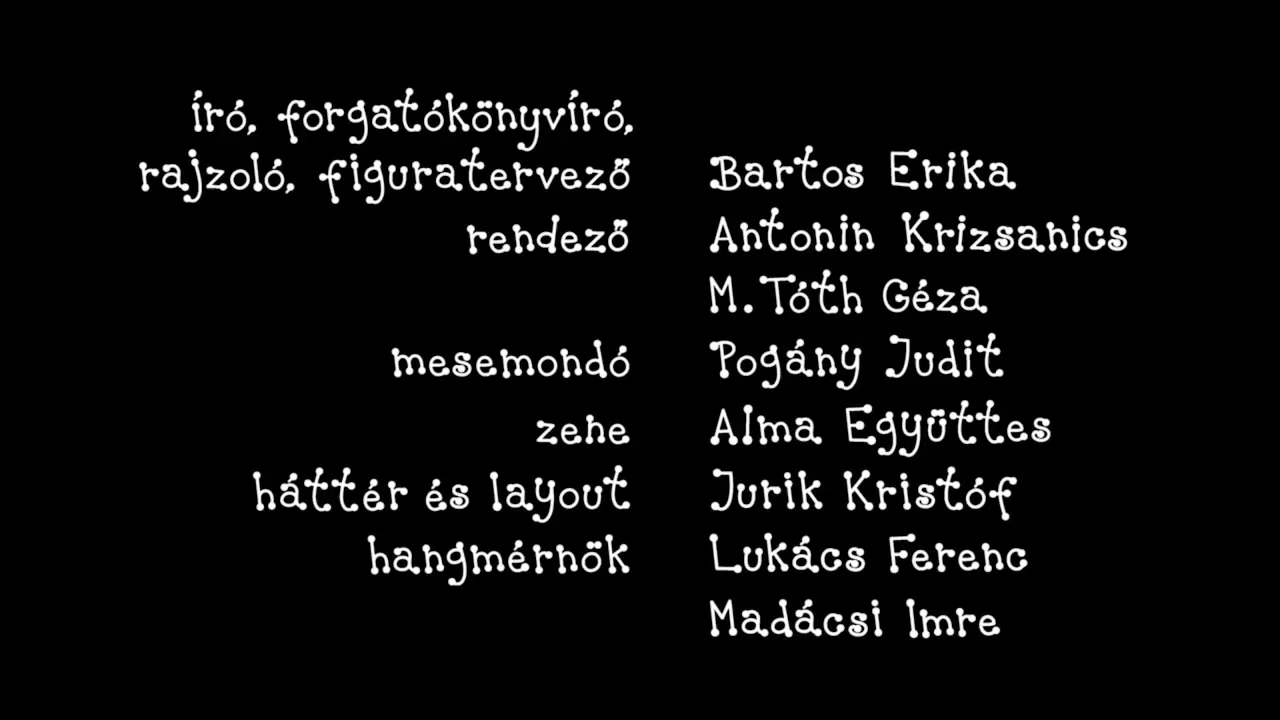 író, forgatókönyvíró,
rajzoló, figuratervező Bartos Erika
rendező Antonin Krizsanics
M. Tóth Géza
mesemondó Pogány Judit
zene Alma Együttes
háttér és layout Jurik Kristóf
hangmérnök Lukács Ferenc
Madácsi Imre